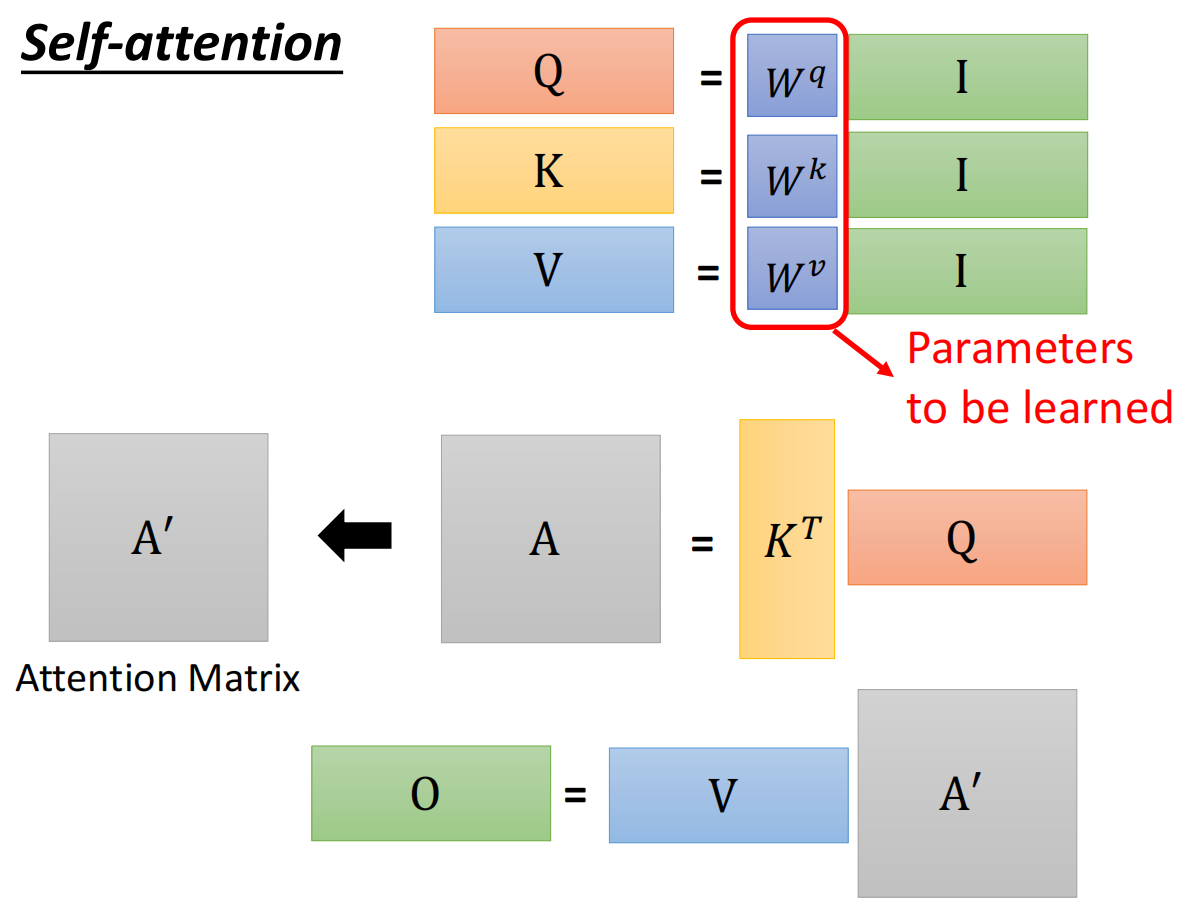 Self-attention
Q = W^q I
K = W^k I
V = W^v I
Parameters
to be learned
A′ A = K^T Q
Attention Matrix
O = V A′